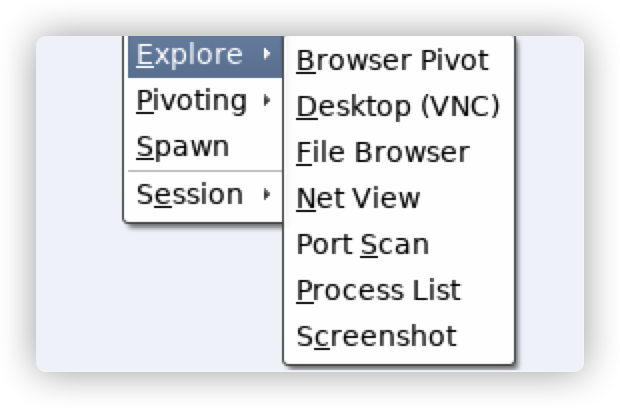 Explore
Pivoting
Spawn
Session
Browser Pivot
Desktop (VNC)
File Browser
Net View
Port Scan
Process List
Screenshot